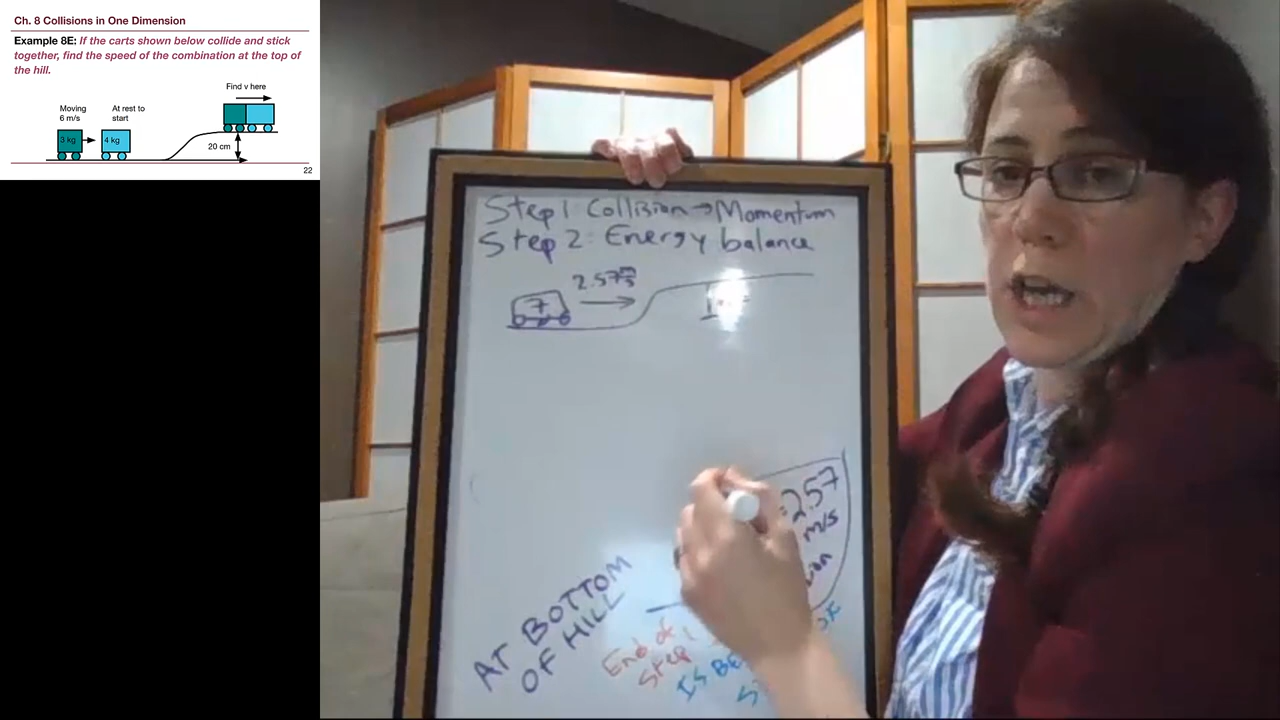 Ch. 8 Collisions in One Dimension
Example 8E: If the carts shown below collide and stick
together, find the speed of the combination at the top of
the hill.
Find v here
Moving
6 m/s
At rest to
start
3 kg
4 kg
20 cm
22
Step 1 Collision → Momentum
Step 2: Energy balance
2.57 m/s
7
=2.57
m/s
AT BOTTOM
OF HILL
End of
Step 1
IS